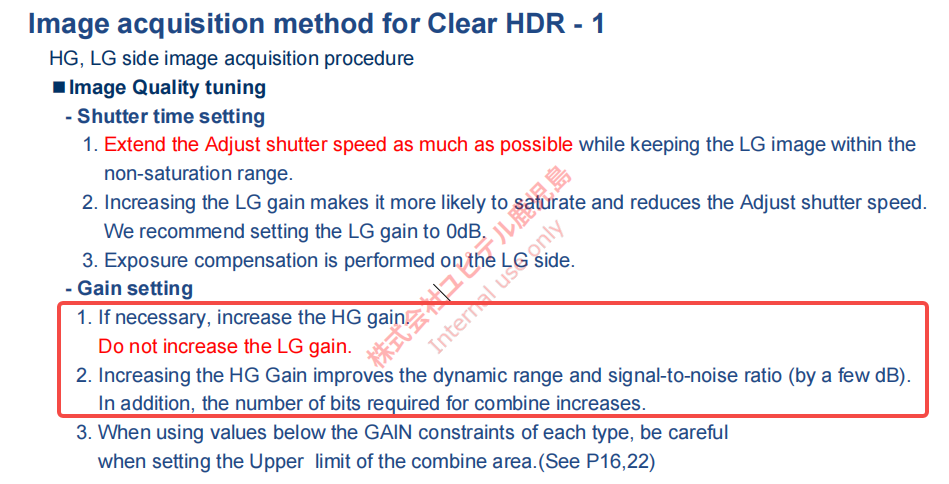 Image acquisition method for Clear HDR - 1
HG, LG side image acquisition procedure
■ Image Quality tuning
- Shutter time setting
1. Extend the Adjust shutter speed as much as possible while keeping the LG image within the
non-saturation range.
2. Increasing the LG gain makes it more likely to saturate and reduces the Adjust shutter speed.
We recommend setting the LG gain to 0dB.
3. Exposure compensation is performed on the LG side.
- Gain setting
1. If necessary, increase the HG gain.
Do not increase the LG gain.
2. Increasing the HG Gain improves the dynamic range and signal-to-noise ratio (by a few dB).
In addition, the number of bits required for combine increases.
3. When using values below the GAIN constraints of each type, be careful
when setting the Upper limit of the combine area.(See P16,22)
株式会社ユピテル鹿児島
Internal use only